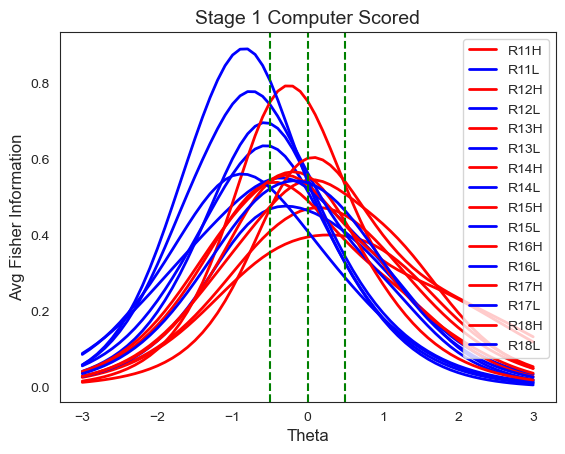 Stage 1 Computer Scored
Avg Fisher Information
0.8
0.6
0.4
0.2
0.0
−3
−2
−1
0
1
2
3
Theta
R11H
R11L
R12H
R12L
R13H
R13L
R14H
R14L
R15H
R15L
R16H
R16L
R17H
R17L
R18H
R18L